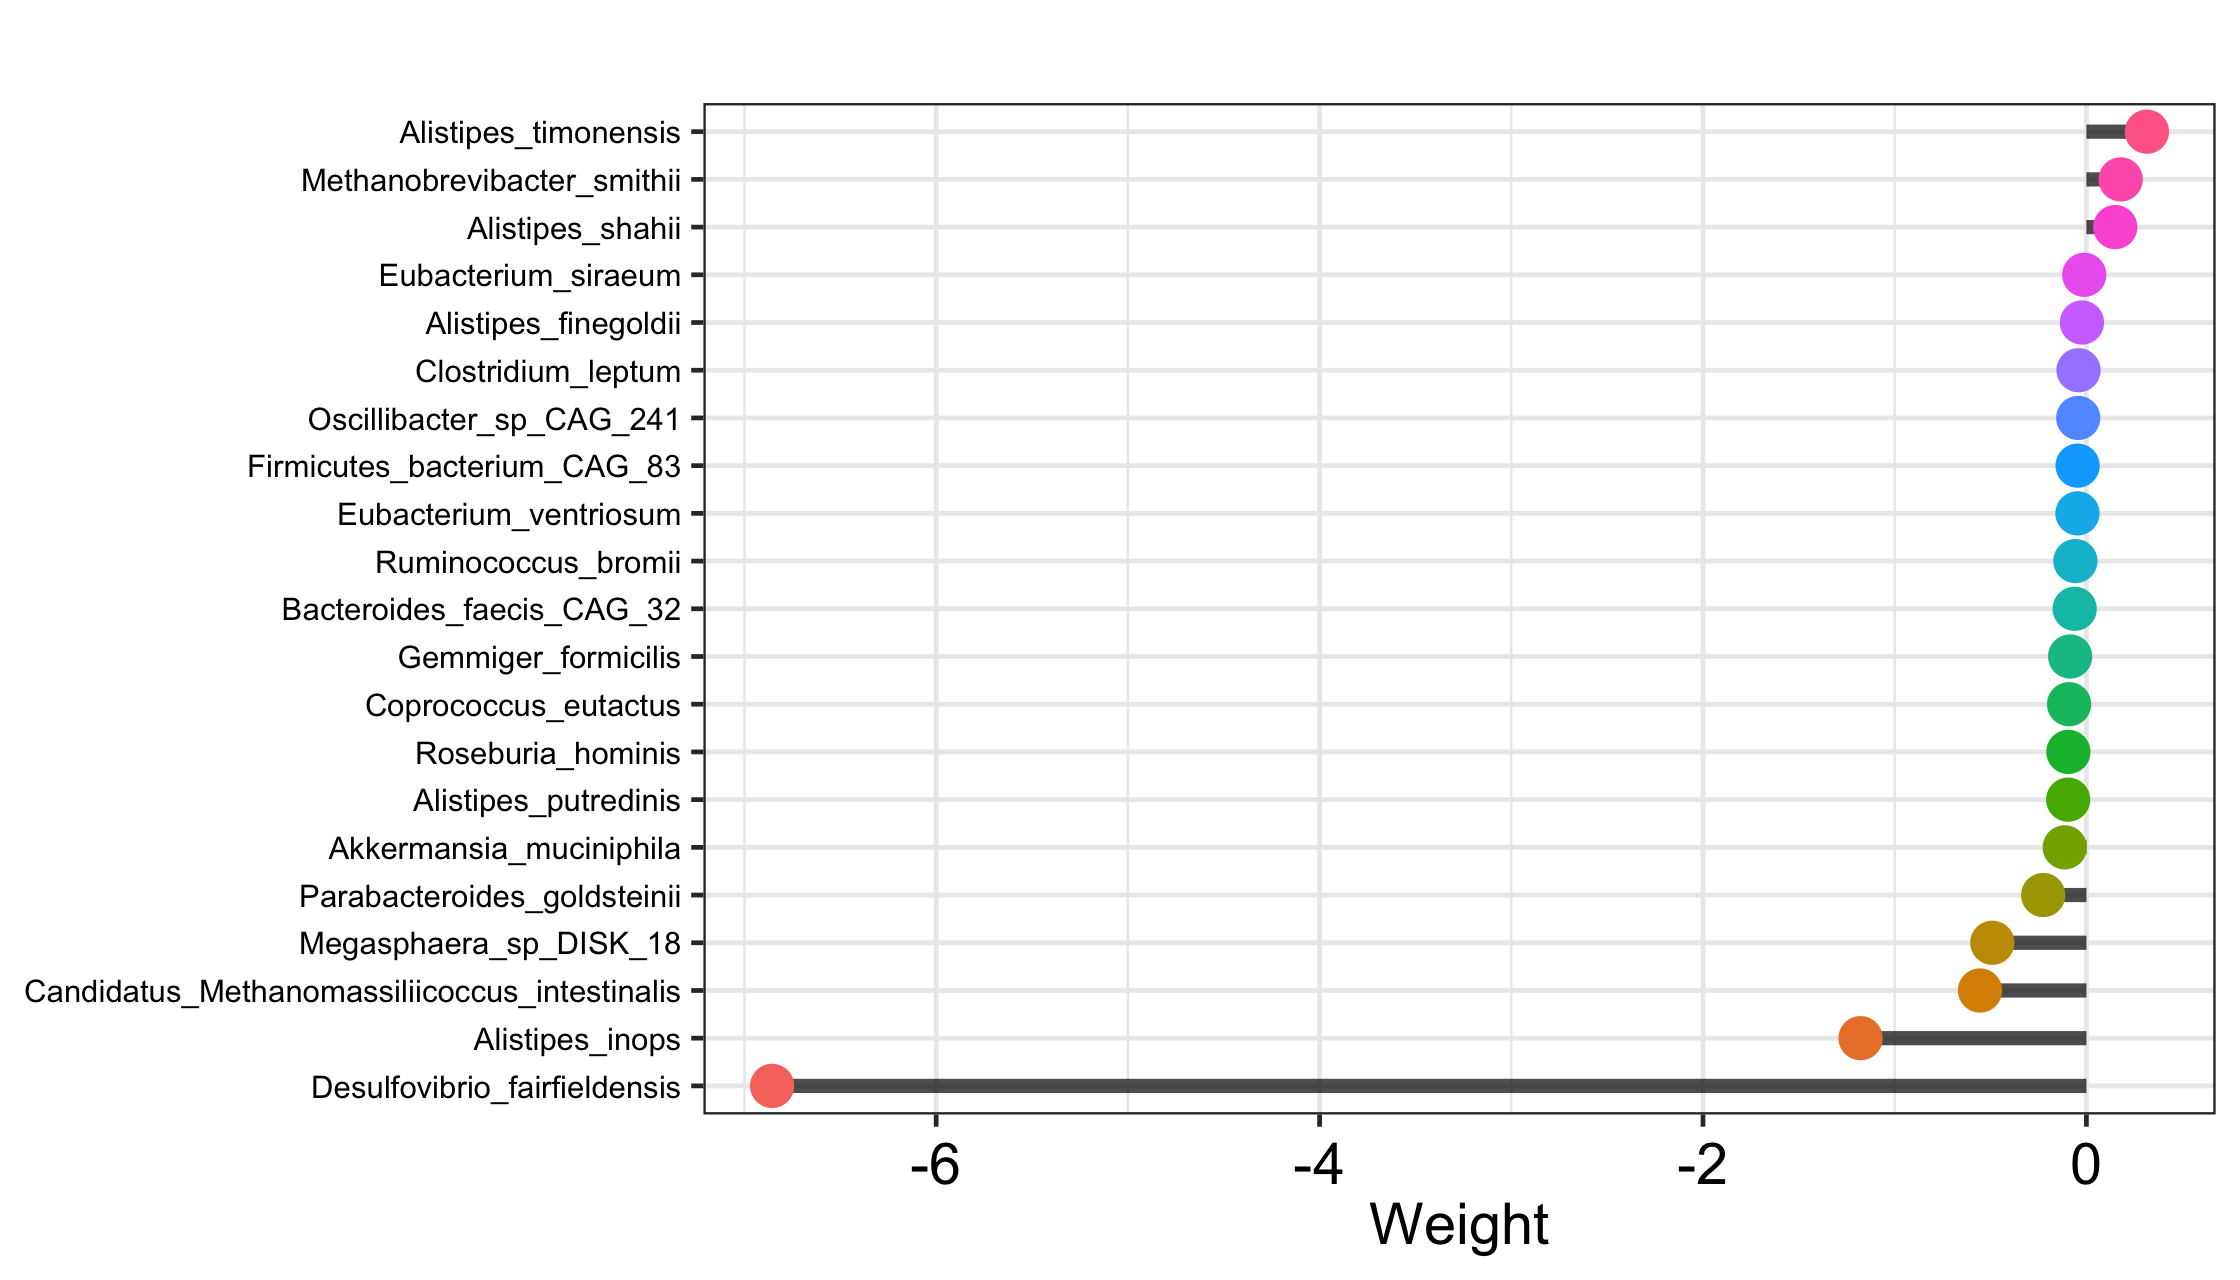 Alistipes_timonensis
Methanobrevibacter_smithii
Alistipes_shahii
Eubacterium_siraeum
Alistipes_finegoldii
Clostridium_leptum
Oscillibacter_sp_CAG_241
Firmicutes_bacterium_CAG_83
Eubacterium_ventriosum
Ruminococcus_bromii
Bacteroides_faecis_CAG_32
Gemmiger_formicilis
Coprococcus_eutactus
Roseburia_hominis
Alistipes_putredinis
Akkermansia_muciniphila
Parabacteroides_goldsteinii
Megasphaera_sp_DISK_18
Candidatus_Methanomassiliicoccus_intestinalis
Alistipes_inops
Desulfovibrio_fairfieldensis
-6 -4 -2 0
Weight